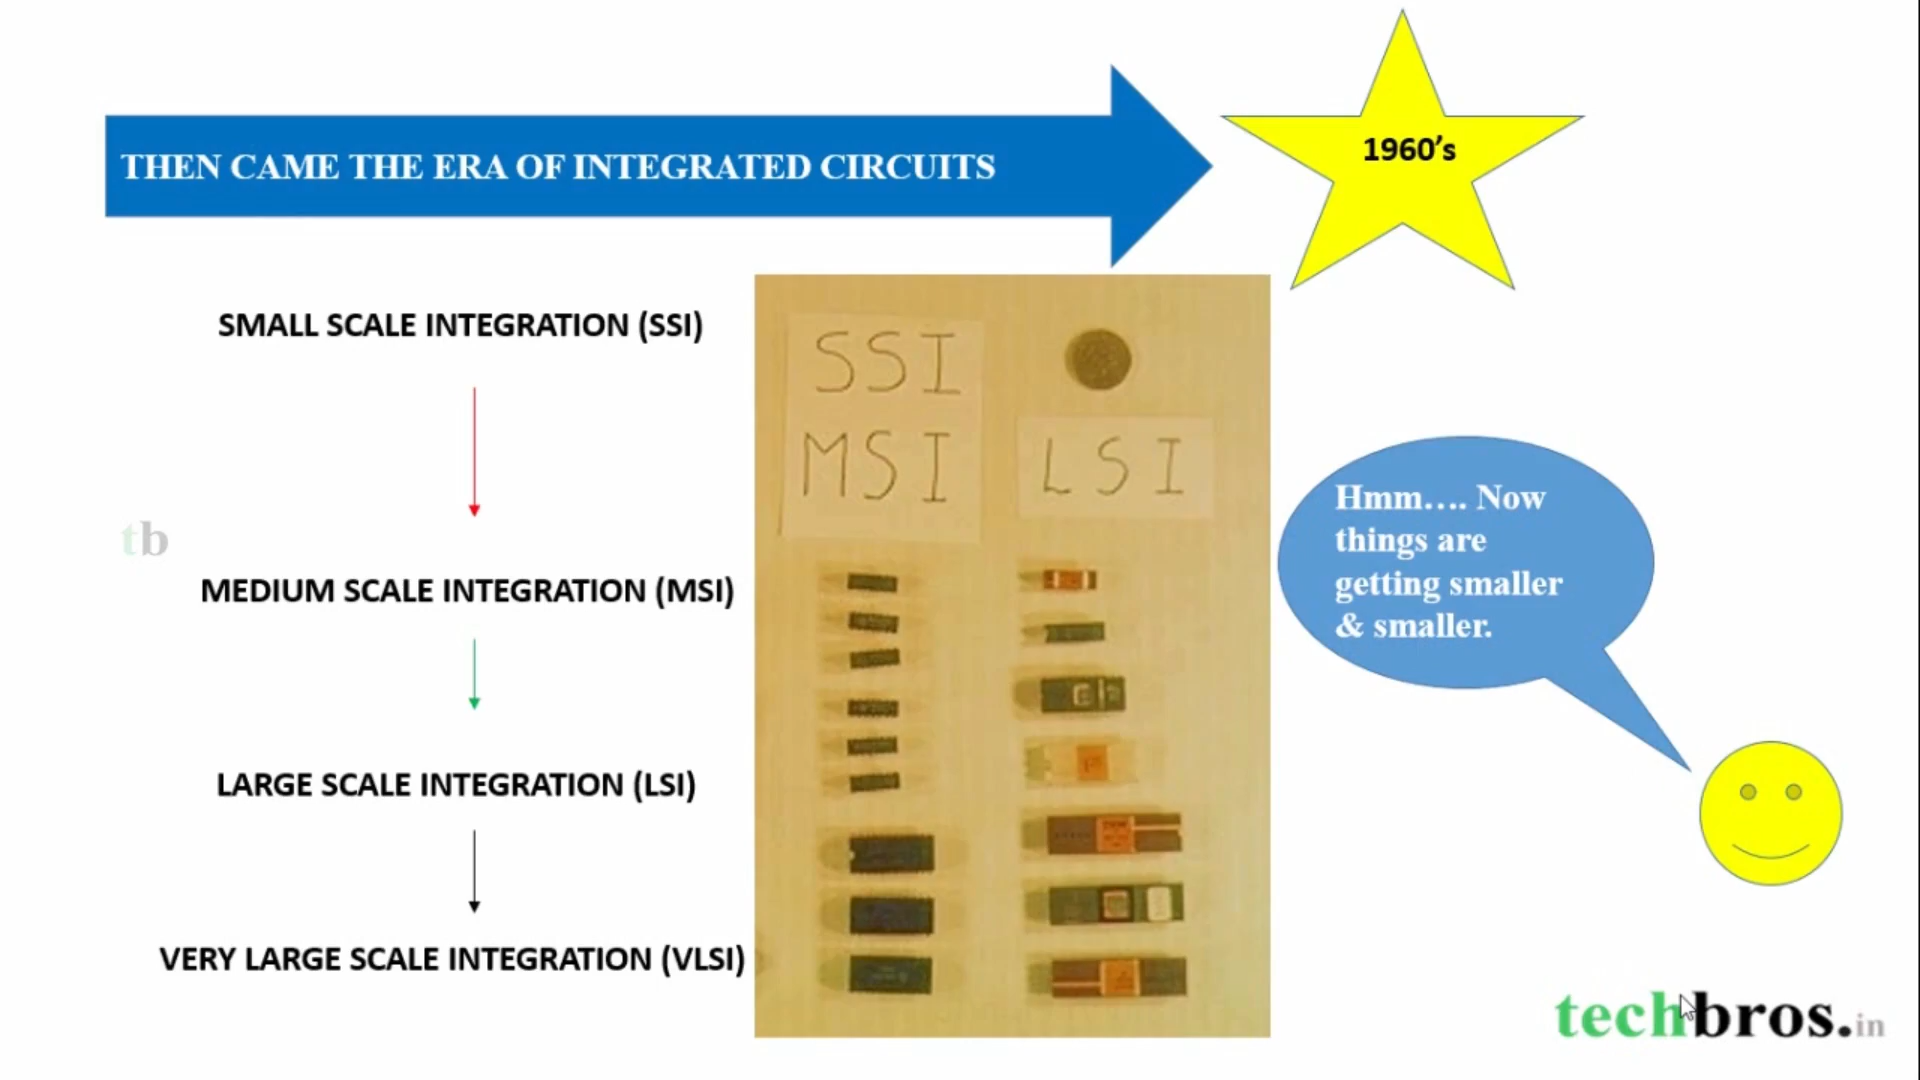 THEN CAME THE ERA OF INTEGRATED CIRCUITS
1960’s
SMALL SCALE INTEGRATION (SSI)
MEDIUM SCALE INTEGRATION (MSI)
LARGE SCALE INTEGRATION (LSI)
VERY LARGE SCALE INTEGRATION (VLSI)
SSI
MSI
LSI
Hmm…. Now
things are
getting smaller
& smaller.
tb
techbros.in